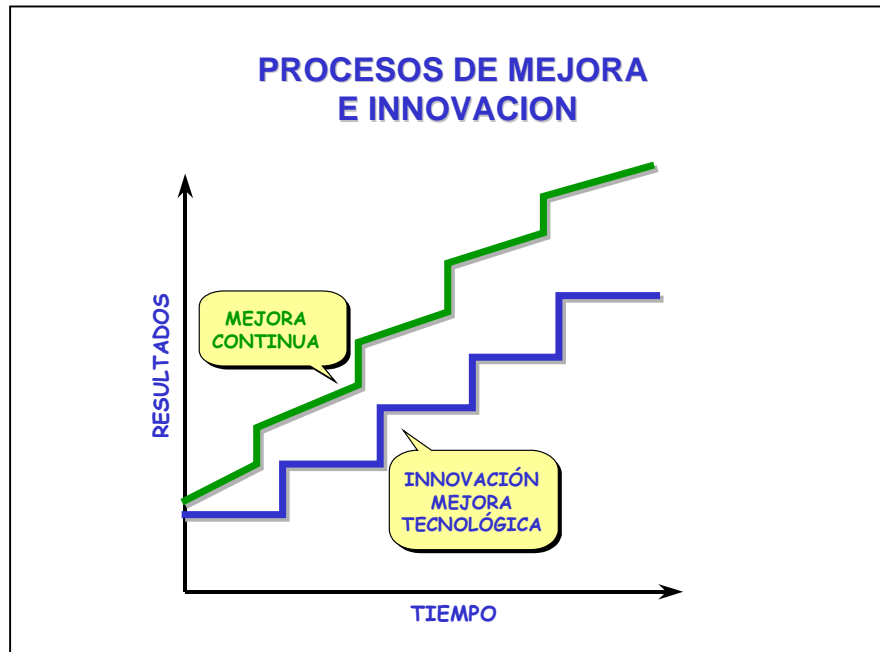 PROCESOS DE MEJORA
E INNOVACION
RESULTADOS
MEJORA
CONTINUA
INNOVACIÓN
MEJORA
TECNOLÓGICA
TIEMPO